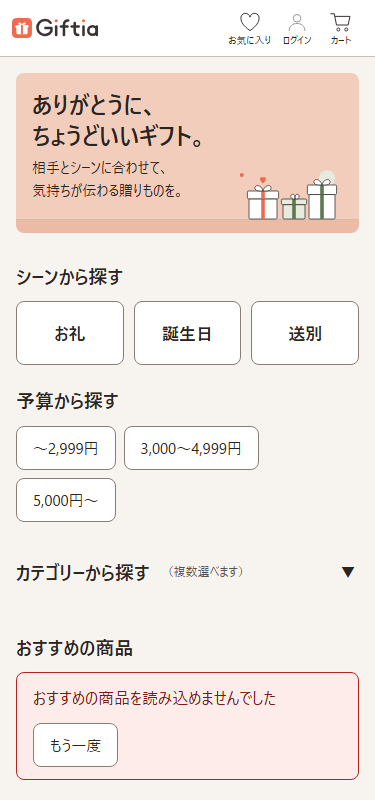 Giftia
お気に入り ログイン カート
ありがとうに、
ちょうどいいギフト。
相手とシーンに合わせて、
気持ちが伝わる贈りものを。
シーンから探す
お礼 誕生日 送別
予算から探す
～2,999円 3,000～4,999円
5,000円～
カテゴリーから探す （複数選べます） ▼
おすすめの商品
おすすめの商品を読み込めませんでした
もう一度